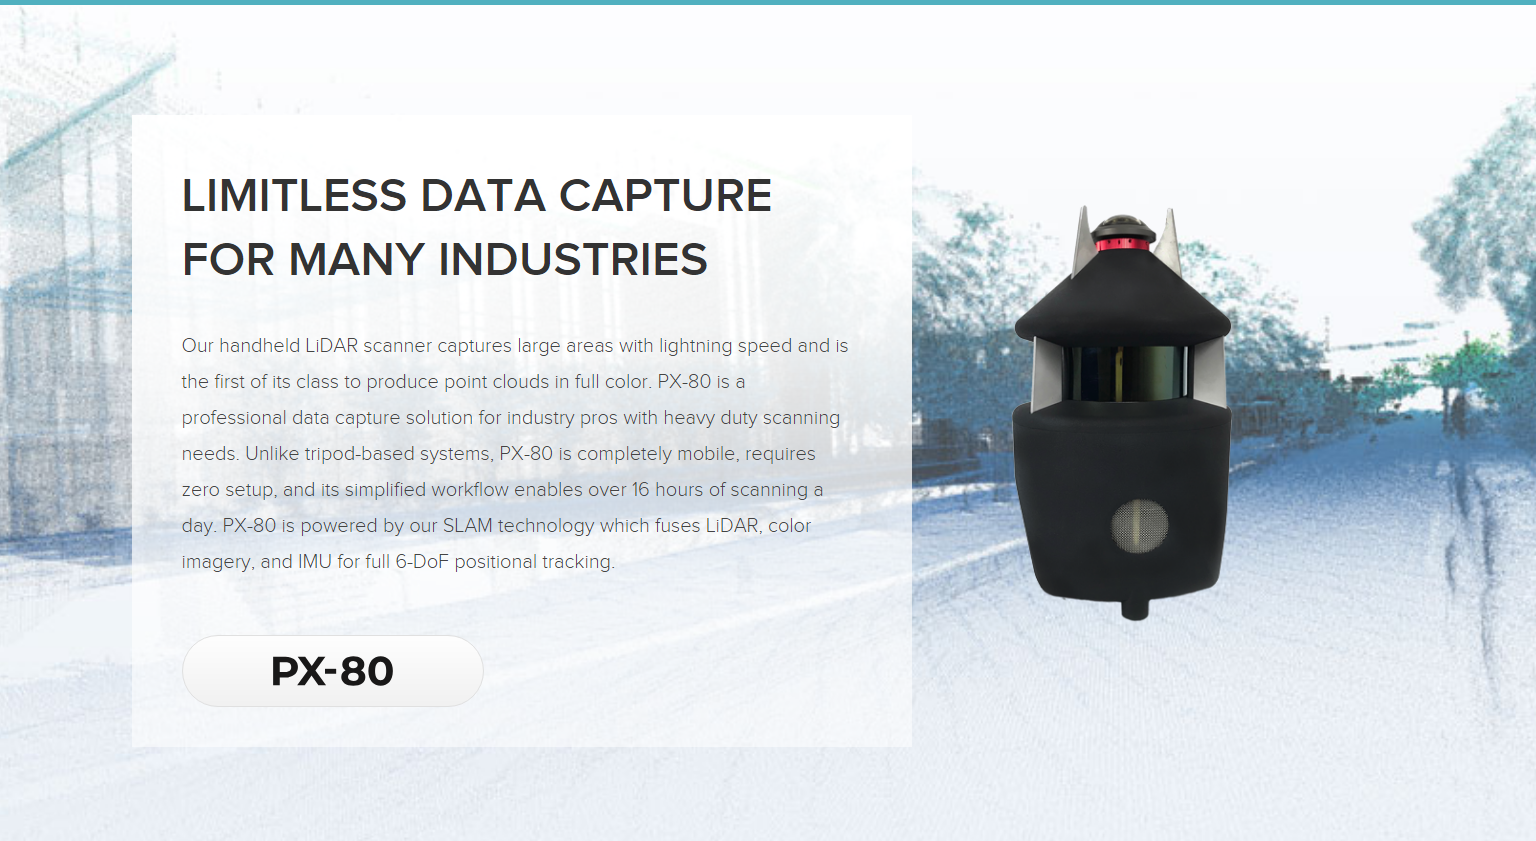 LIMITLESS DATA CAPTURE
FOR MANY INDUSTRIES
Our handheld LiDAR scanner captures large areas with lightning speed and is
the first of its class to produce point clouds in full color. PX-80 is a
professional data capture solution for industry pros with heavy duty scanning
needs. Unlike tripod-based systems, PX-80 is completely mobile, requires
zero setup, and its simplified workflow enables over 16 hours of scanning a
day. PX-80 is powered by our SLAM technology which fuses LiDAR, color
imagery, and IMU for full 6-DoF positional tracking.
PX-80